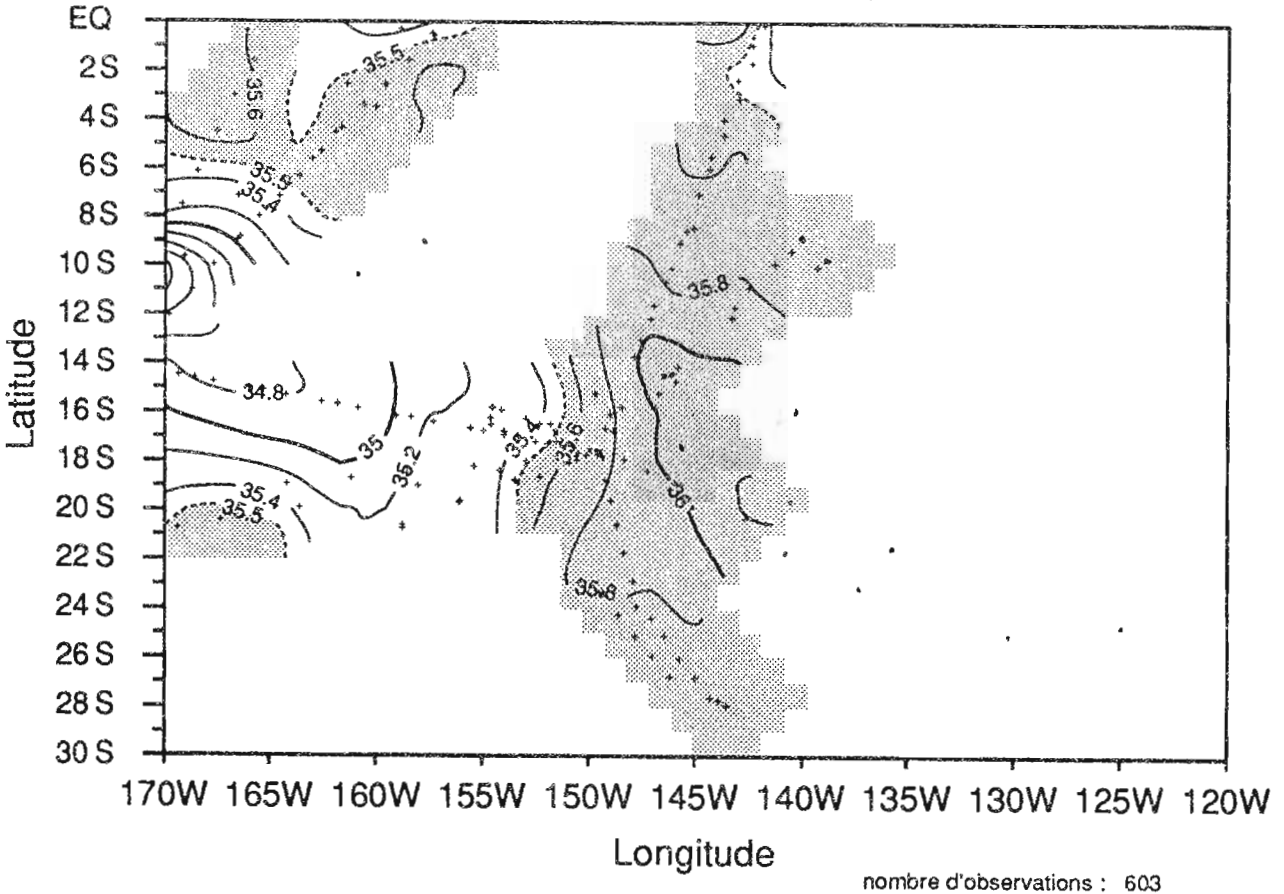 EQ
2S
4S
6S
8S
10S
12S
14S
16S
18S
20S
22S
24S
26S
28S
30S
Latitude
35.6
35.5
35.5
35.4
35.8
34.8
35
35.2
35.4
35.6
36
35.4
35.5
35.8
170W 165W 160W 155W 150W 145W 140W 135W 130W 125W 120W
Longitude
nombre d'observations : 603